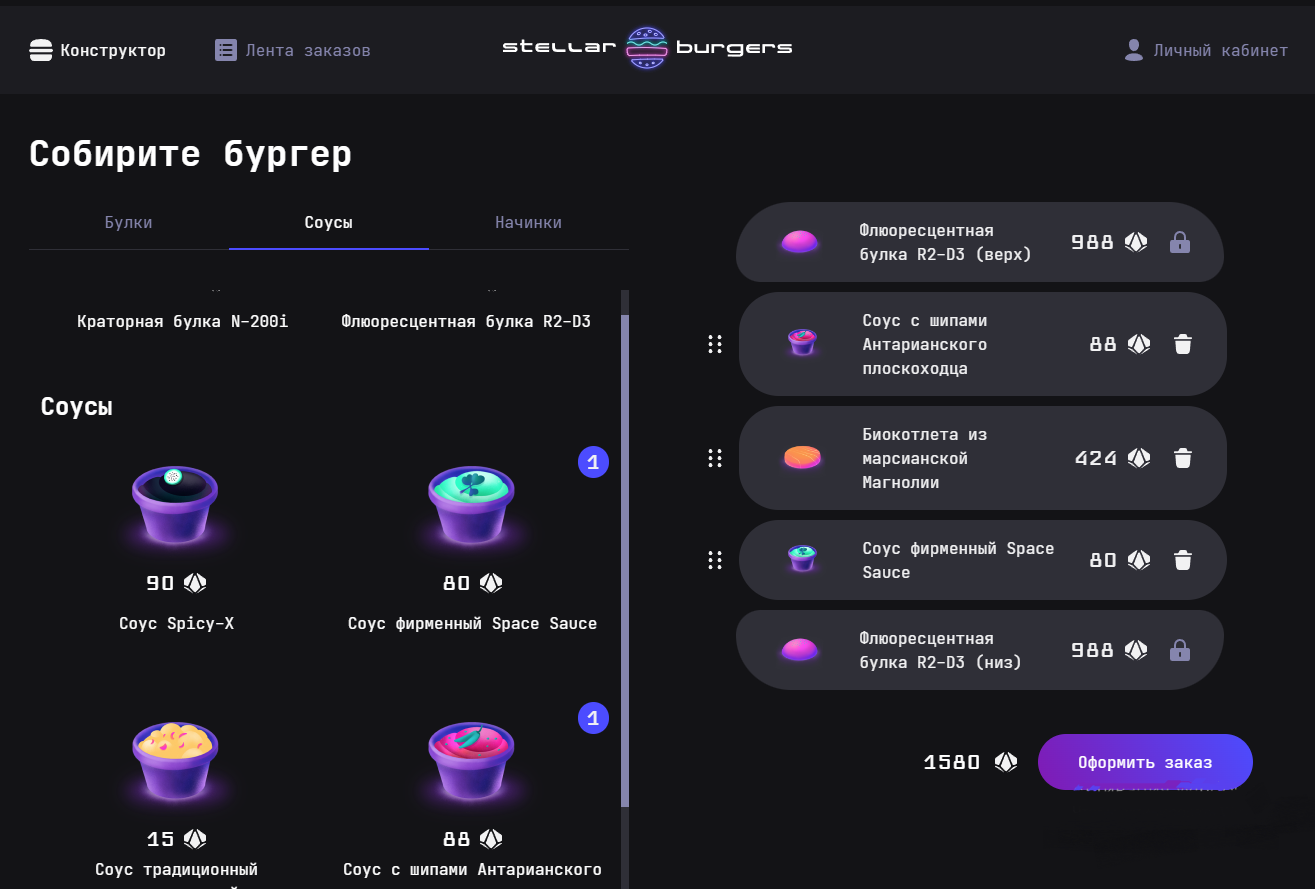 Конструктор
Лента заказов
stellar burgers
Личный кабинет
Собирите бургер
Булки
Соусы
Начинки
Краторная булка N-200i
Флюоресцентная булка R2-D3
Соусы
1
90
80
Соус Spicy-X
Соус фирменный Space Sauce
1
15
88
Соус традиционный
Соус с шипами Антарианского
Флюоресцентная
булка R2-D3 (верх)
988
Соус с шипами
Антарианского
плоскоходца
88
Биокотлета из
марсианской
Магнолии
424
Соус фирменный Space
Sauce
80
Флюоресцентная
булка R2-D3 (низ)
988
1580
Оформить заказ